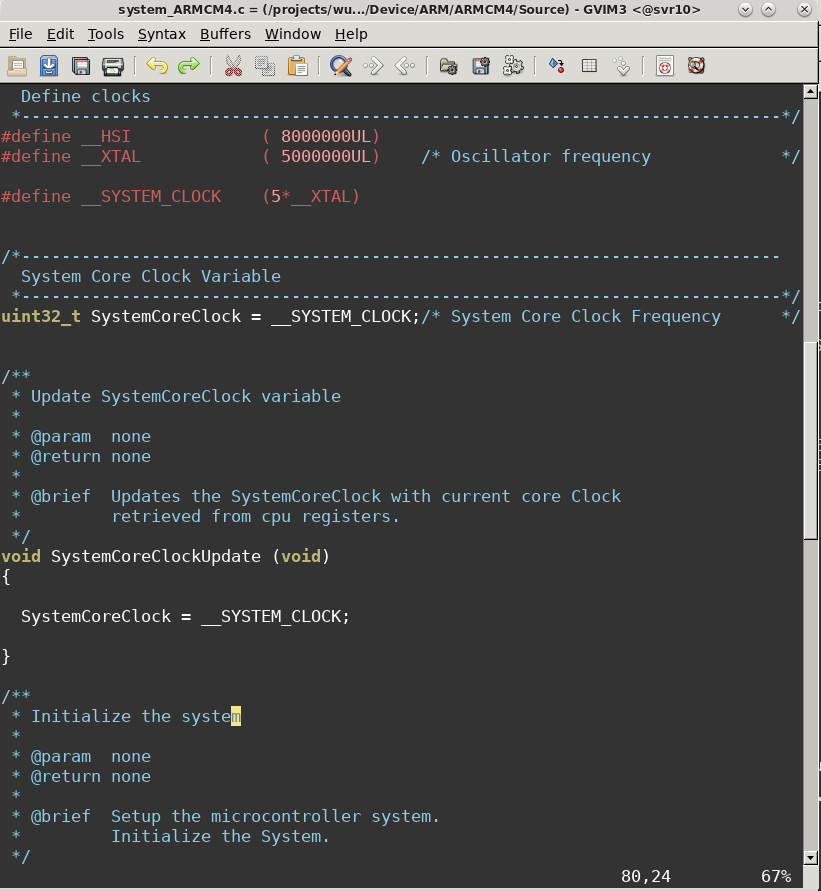 system_ARMCM4.c = (/projects/wu.../Device/ARM/ARMCM4/Source) - GVIM3 <@svr10>
File Edit Tools Syntax Buffers Window Help
  Define clocks
 *----------------------------------------------------------------------------*/
#define __HSI             ( 8000000UL)
#define __XTAL            ( 5000000UL)    /* Oscillator frequency             */

#define __SYSTEM_CLOCK    (5*__XTAL)


/*----------------------------------------------------------------------------
  System Core Clock Variable
 *----------------------------------------------------------------------------*/
uint32_t SystemCoreClock = __SYSTEM_CLOCK;/* System Core Clock Frequency      */


/**
 * Update SystemCoreClock variable
 *
 * @param  none
 * @return none
 *
 * @brief  Updates the SystemCoreClock with current core Clock
 *         retrieved from cpu registers.
 */
void SystemCoreClockUpdate (void)
{

  SystemCoreClock = __SYSTEM_CLOCK;

}

/**
 * Initialize the system
 *
 * @param  none
 * @return none
 *
 * @brief  Setup the microcontroller system.
 *         Initialize the System.
 */
80,24         67%